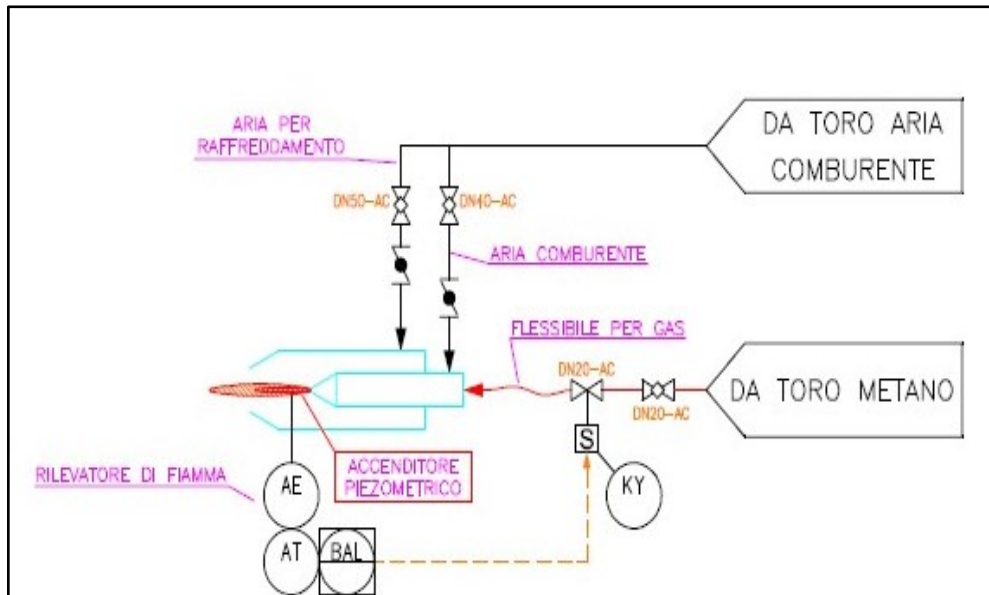 DA TORO ARIA
COMBURENTE
ARIA PER
RAFFREDDAMENTO
DN50-AC
DN40-AC
ARIA COMBURENTE
FLESSIBILE PER GAS
DN20-AC
DA TORO METANO
DN20-AC
S
ACCENDITORE
PIEZOMETRICO
RILEVATORE DI FIAMMA
AE
KY
AT
BAL